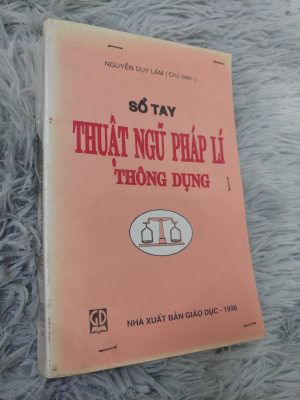 NGUYỄN DUY LÃM ( Chủ biên )
SỔ TAY
THUẬT NGỮ PHÁP LÍ
THÔNG DỤNG
GD
NHÀ XUẤT BẢN GIÁO DỤC - 1996